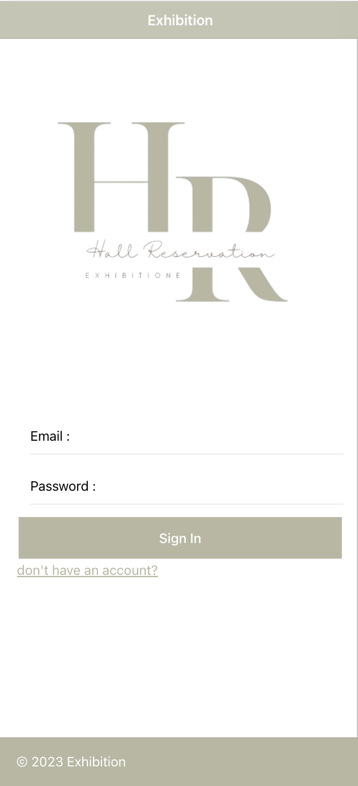 Exhibition
HR
Hall Reservation
EXHIBITIONE
Email :
Password :
Sign In
don't have an account?
© 2023 Exhibition